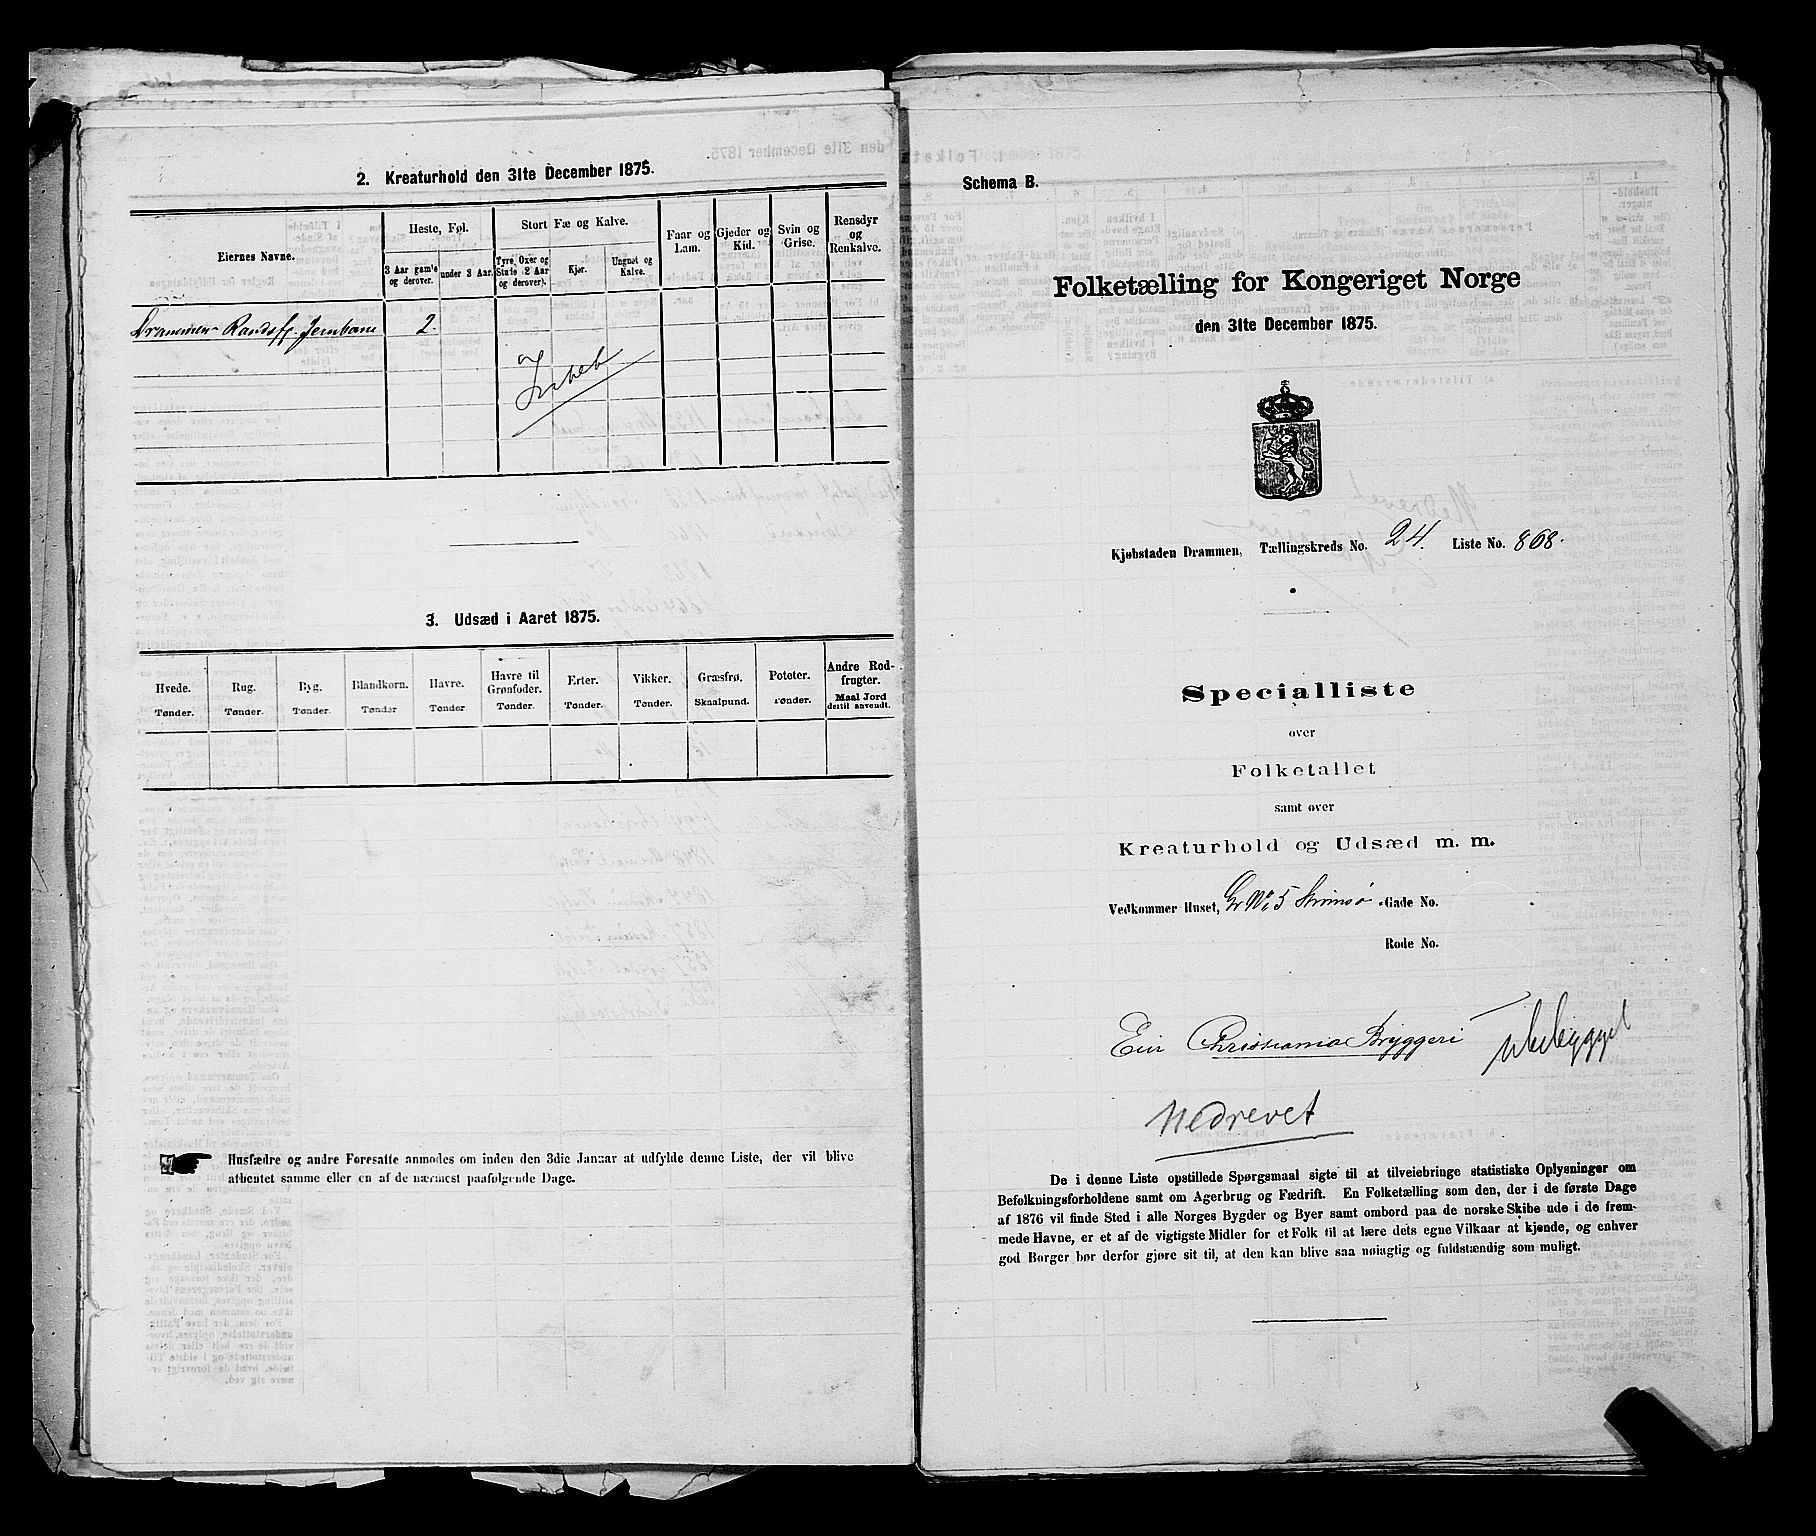 2. Kreaturhold den 31te December 1875.
Eiernes Navne.
Heste, Føl.
3 Aar gamle og derover.
under 3 Aar.
Stort Fæ og Kalve.
Tyre, Oxer og Stude (2 Aar og derover).
Kjør.
Ungnøt og Kalve.
Faar og Lam.
Gjeder og Kid.
Svin og Grise.
Rensdyr og Renkalve.
Drammen-Randsfj. Jernbane 2.
3. Udsæd i Aaret 1875.
Hvede. Tønder.
Rug. Tønder.
Byg. Tønder.
Blandkorn. Tønder
Havre. Tønder.
Havre til Grønfoder. Tønder.
Erter. Tønder.
Vikker. Tønder.
Græsfrø. Skaalpund.
Poteter. Tønder.
Andre Rodfrugter. Maal Jord dertil anvendt.
Husfædre og andre Foresatte anmodes om inden den 3die Januar at udfylde denne Liste, der vil blive
afhentet samme eller en af de nærmest paafølgende Dage.
Schema B.
Folketælling for Kongeriget Norge
den 31te December 1875.
Kjøbstaden Drammen, Tællingskreds No. 24. Liste No. 868.
Specialliste
over
Folketallet
samt over
Kreaturhold og Udsæd m. m.
Vedkommer Huset, Gr No 5 Strømsø Gade No.
Rode No.
Eier Christiania Bryggeri Ubebygget
Nedrevet
De i denne Liste opstillede Spørgsmaal sigte til at tilveiebringe statistiske Oplysninger om
Befolkningsforholdene samt om Agerbrug og Fædrift. En Folketælling som den, der i de første Dage
af 1876 vil finde Sted i alle Norges Bygder og Byer samt ombord paa de norske Skibe ude i de frem-
mede Havne, er et af de vigtigste Midler for et Folk til at lære dets egne Vilkaar at kjende, og enhver
god Borger bør derfor gjøre sit til, at den kan blive saa nøiagtig og fuldstændig som muligt.